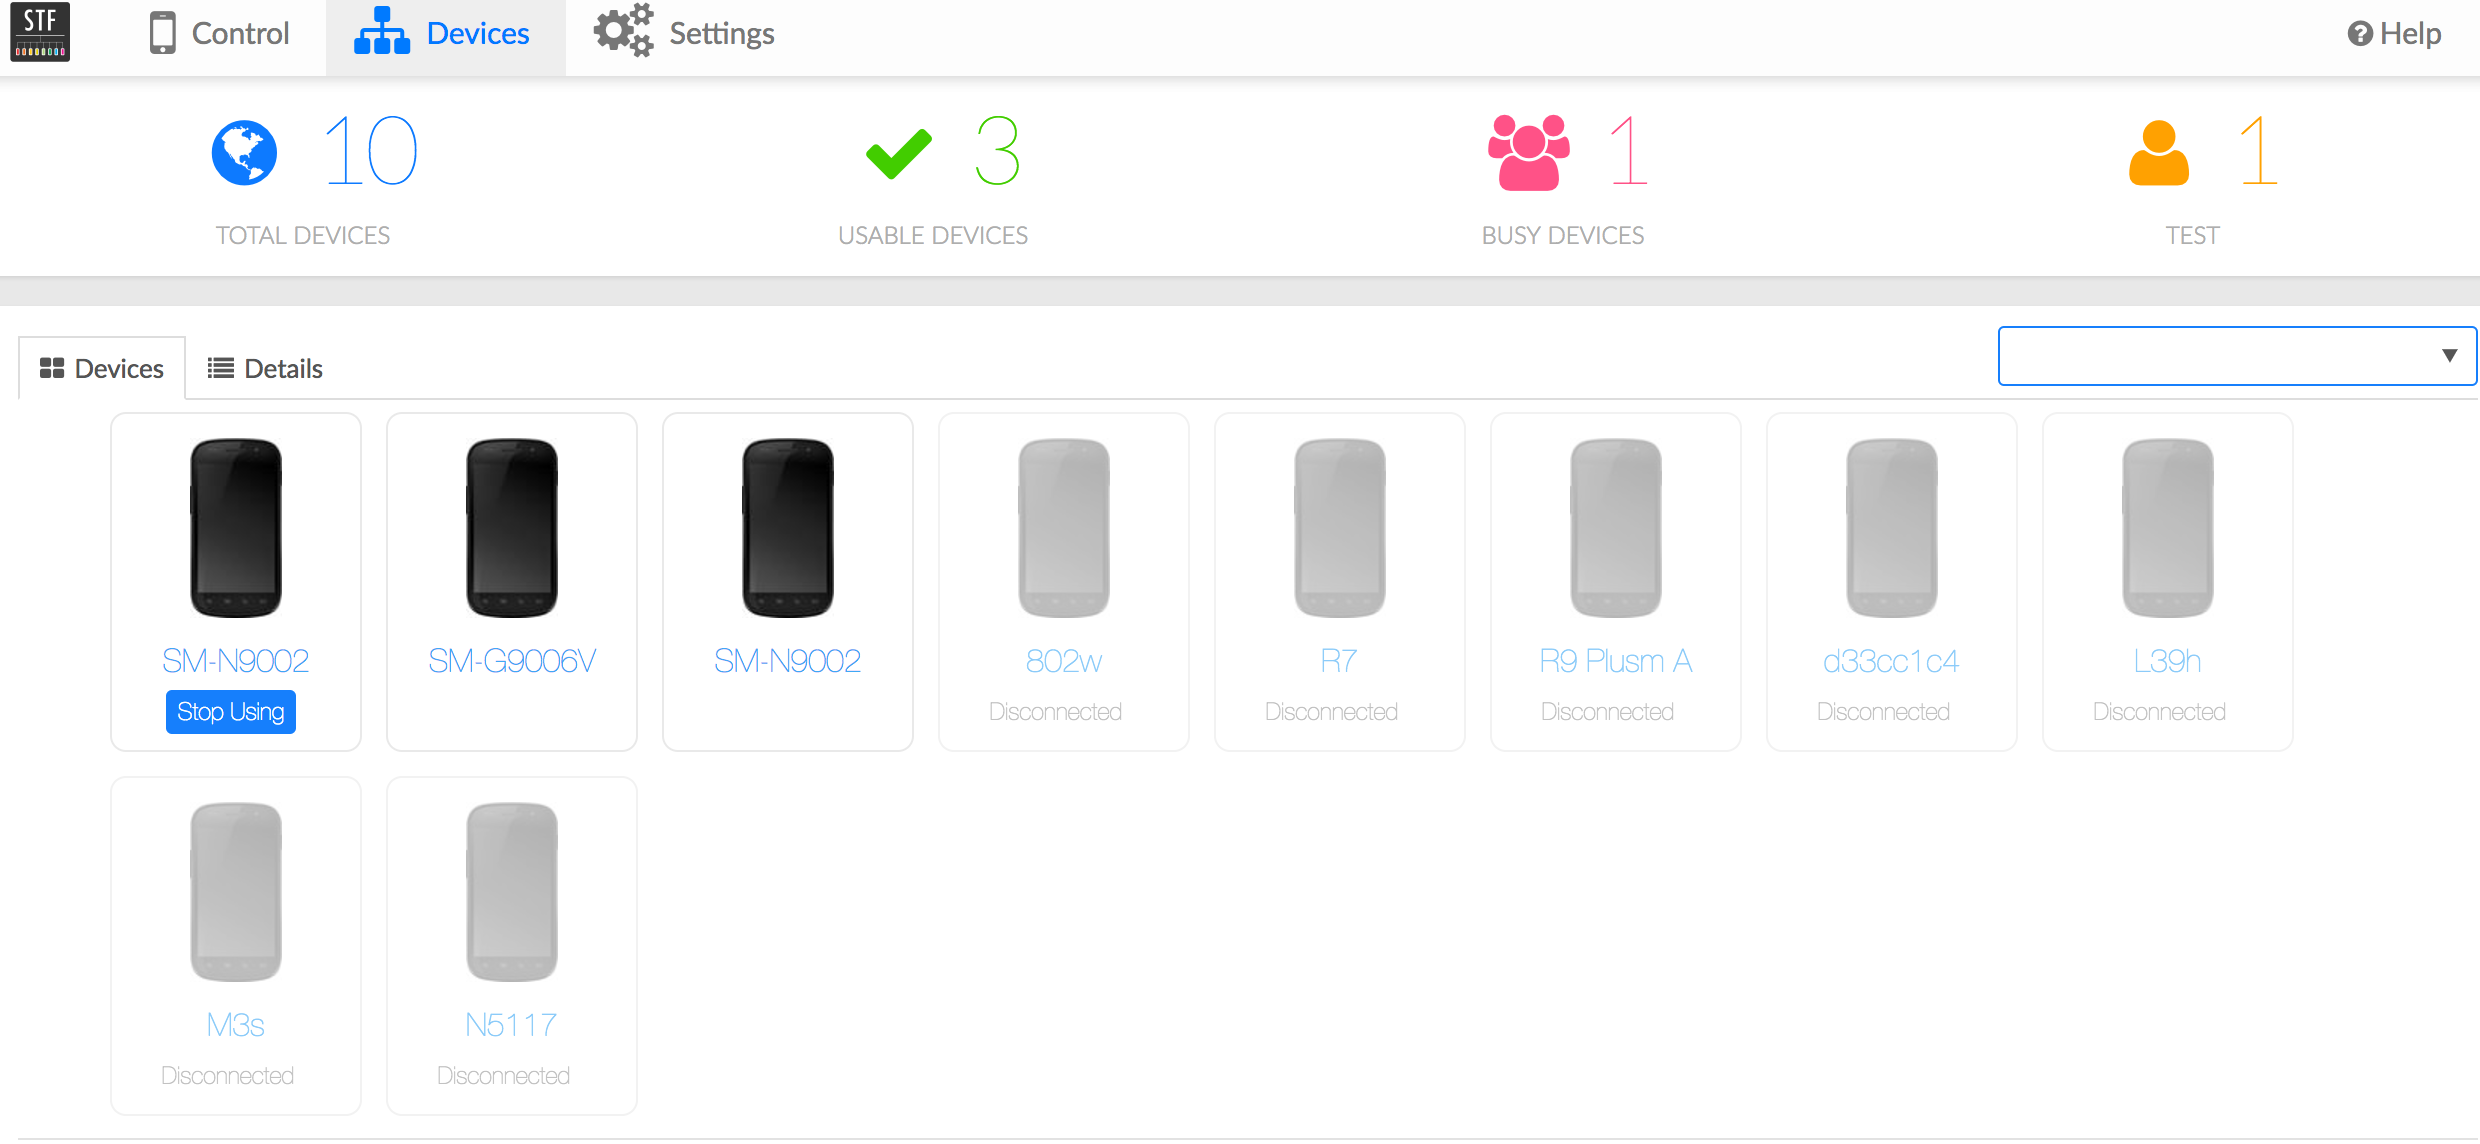 STF
Control
Devices
Settings
Help
10
3
1
1
TOTAL DEVICES
USABLE DEVICES
BUSY DEVICES
TEST
Devices
Details
SM-N9002
SM-G9006V
SM-N9002
802w
R7
R9 Plusm A
d33cc1c4
L39h
Stop Using
Disconnected
Disconnected
Disconnected
Disconnected
Disconnected
M3s
N5117
Disconnected
Disconnected